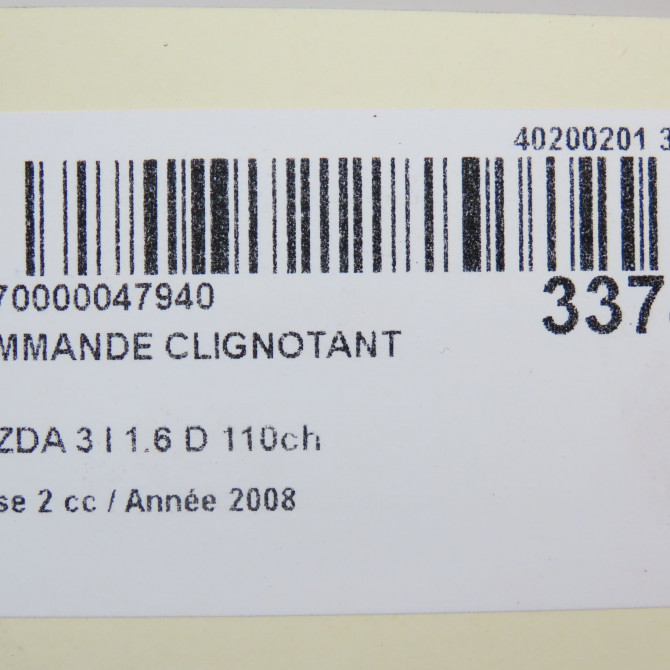 40200201 3
70000047940
337
MMANDE CLIGNOTANT
ZDA 3 I 1.6 D 110ch
se 2 cc / Année 2008